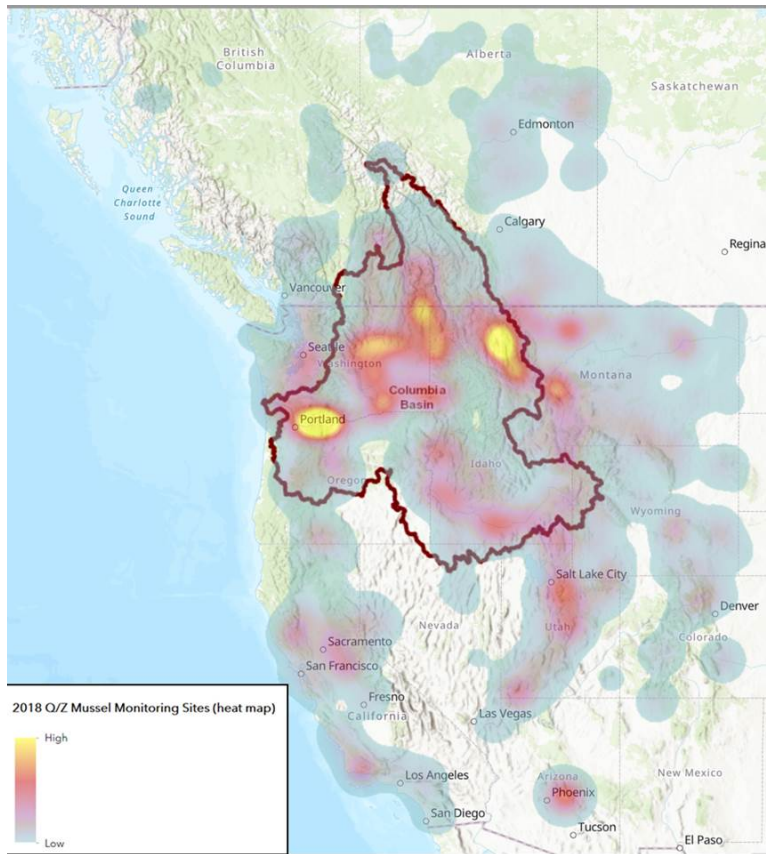 British
Columbia
Alberta
Saskatchewan
Edmonton
Queen
Charlotte
Sound
Calgary
Regina
Vancouver
Seattle
Washington
Montana
Columbia
Basin
Portland
Idaho
Oregon
Wyoming
Salt Lake City
Denver
Nevada
Utah
Colorado
Sacramento
San Francisco
Fresno
California
Las Vegas
Los Angeles
Arizona
New Mexico
Phoenix
San Diego
Tucson
El Paso
2018 Q/Z Mussel Monitoring Sites (heat map)
High
Low